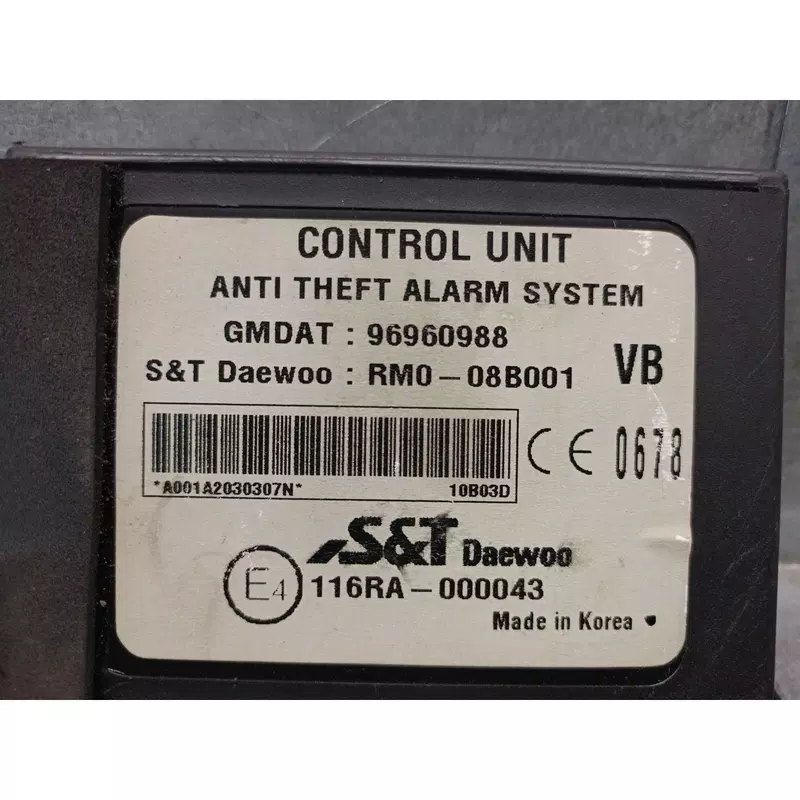 CONTROL UNIT
ANTI THEFT ALARM SYSTEM
GMDAT : 96960988
S&T Daewoo : RM0-08B001
VB
*A001A2030307N*
10B03D
CE 0678
S&T Daewoo
E4 116RA-000043
Made in Korea